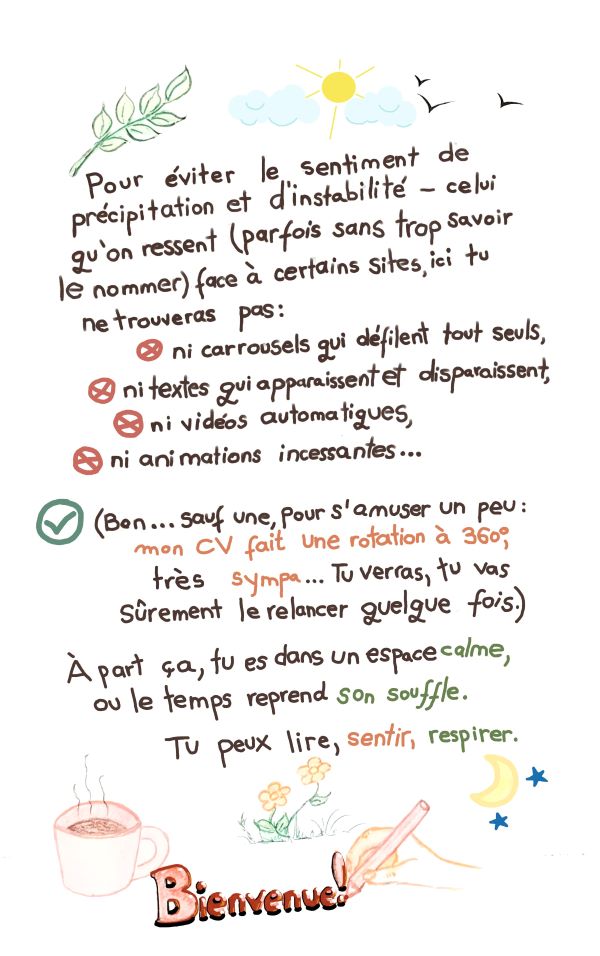 Pour éviter le sentiment de
précipitation et d'instabilité – celui
qu'on ressent (parfois sans trop savoir
le nommer) face à certains sites, ici tu
ne trouveras pas:
ni carrousels qui défilent tout seuls,
ni textes qui apparaissent et disparaissent,
ni vidéos automatiques,
ni animations incessantes...
(Bon... sauf une, pour s'amuser un peu:
mon CV fait une rotation à 360°,
très sympa... Tu verras, tu vas
sûrement le relancer quelque fois.)
À part ça, tu es dans un espace calme,
ou le temps reprend son souffle.
Tu peux lire, sentir, respirer.
Bienvenue!